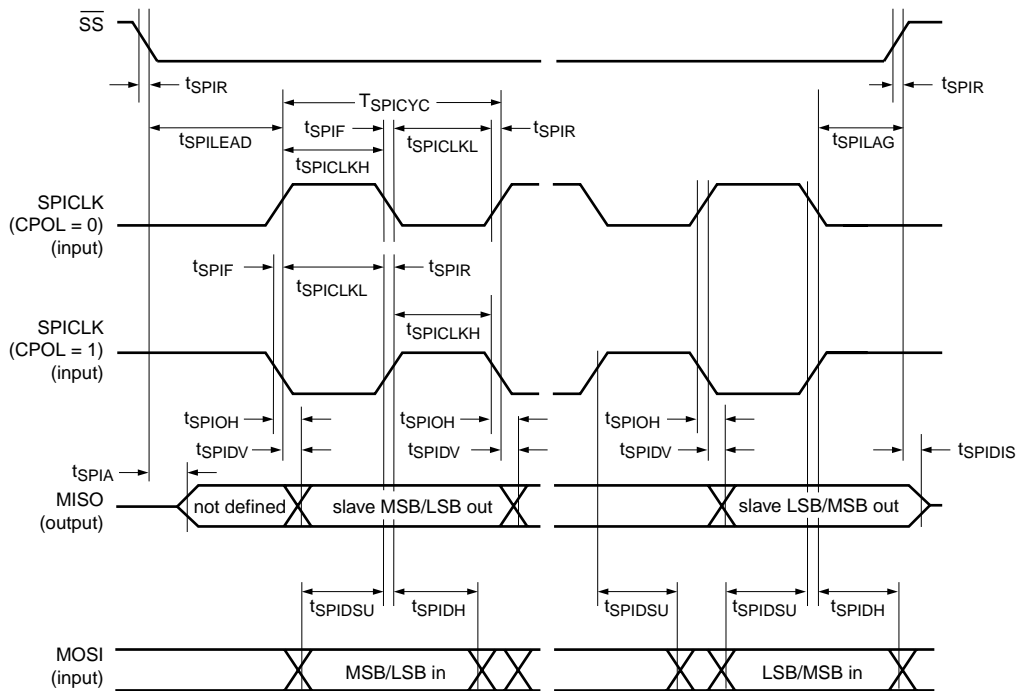 SS
tSPIR
tSPIR
TSPICYC
tSPIF
tSPICLKL
tSPIR
tSPILEAD
tSPICLKH
tSPILAG
SPICLK
(CPOL = 0)
(input)
tSPIF
tSPICLKL
tSPIR
SPICLK
(CPOL = 1)
(input)
tSPICLKH
tSPIOH
tSPIOH
tSPIOH
tSPIDV
tSPIDV
tSPIDV
tSPIDIS
tSPIA
MISO
(output)
not defined
slave MSB/LSB out
slave LSB/MSB out
tSPIDSU
tSPIDH
tSPIDSU
tSPIDSU
tSPIDH
MOSI
(input)
MSB/LSB in
LSB/MSB in